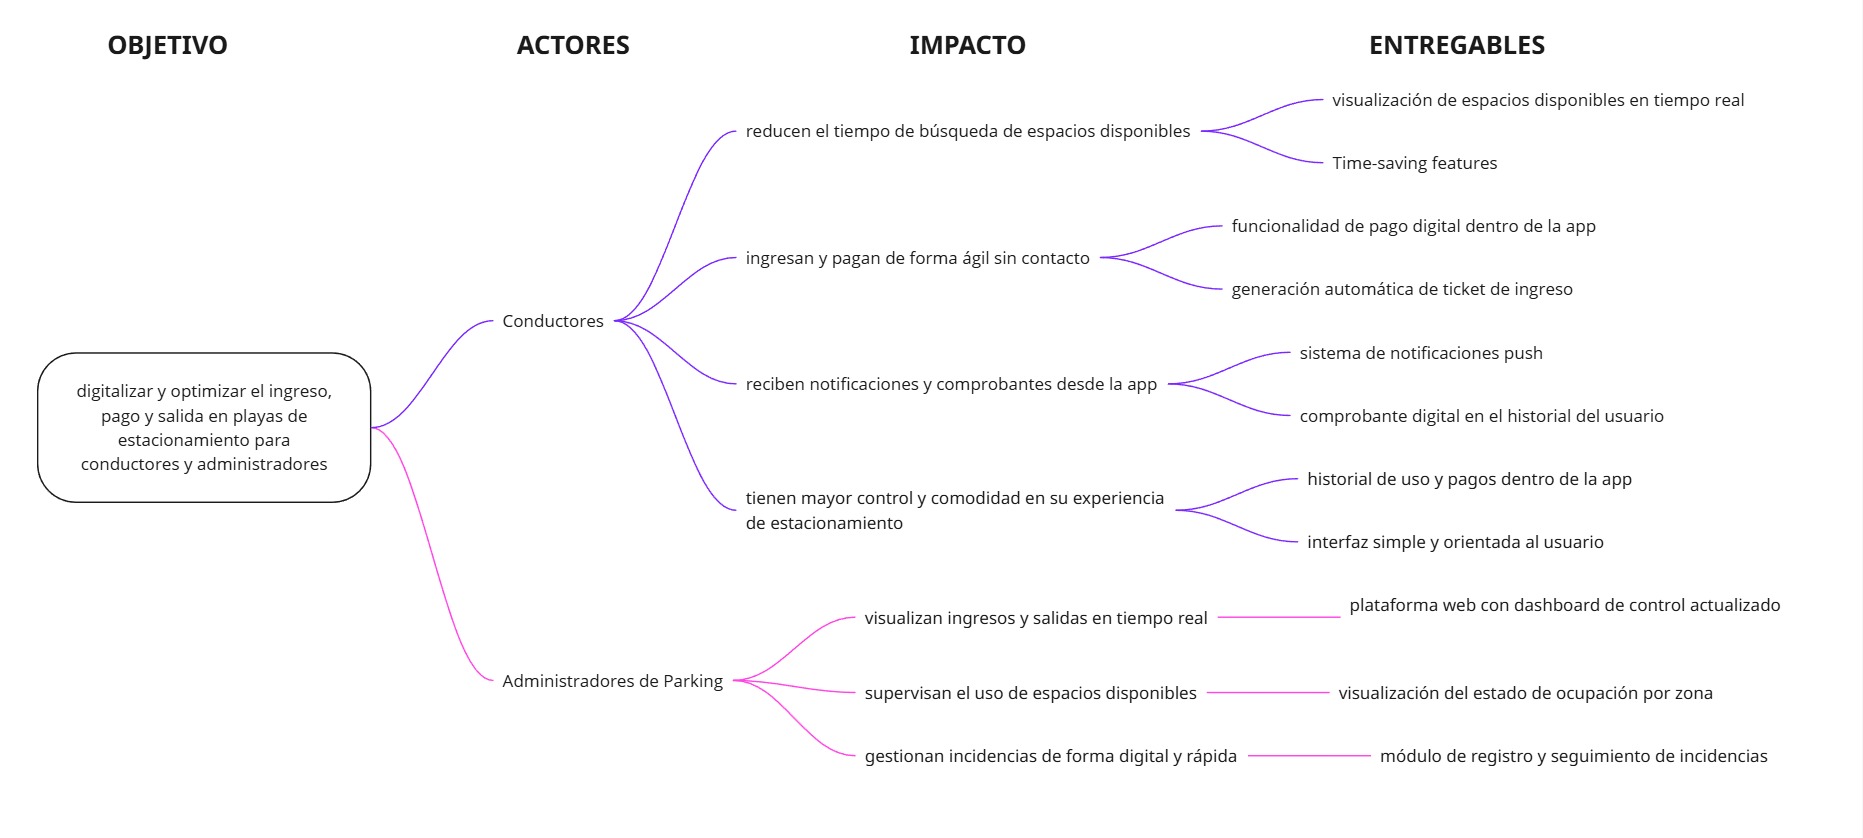 OBJETIVO
ACTORES
IMPACTO
ENTREGABLES
digitalizar y optimizar el ingreso,
pago y salida en playas de
estacionamiento para
conductores y administradores
Conductores
reducen el tiempo de búsqueda de espacios disponibles
visualización de espacios disponibles en tiempo real
Time-saving features
ingresan y pagan de forma ágil sin contacto
funcionalidad de pago digital dentro de la app
generación automática de ticket de ingreso
reciben notificaciones y comprobantes desde la app
sistema de notificaciones push
comprobante digital en el historial del usuario
tienen mayor control y comodidad en su experiencia
de estacionamiento
historial de uso y pagos dentro de la app
interfaz simple y orientada al usuario
Administradores de Parking
visualizan ingresos y salidas en tiempo real
plataforma web con dashboard de control actualizado
supervisan el uso de espacios disponibles
visualización del estado de ocupación por zona
gestionan incidencias de forma digital y rápida
módulo de registro y seguimiento de incidencias